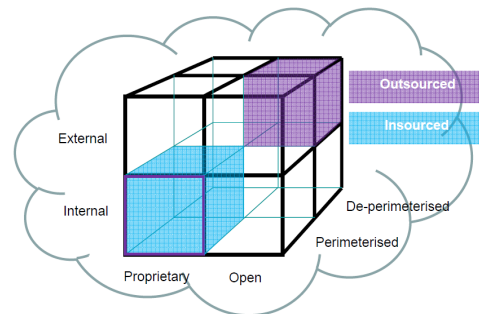 Outsourced
Insourced
External
Internal
De-perimeterised
Perimeterised
Proprietary
Open